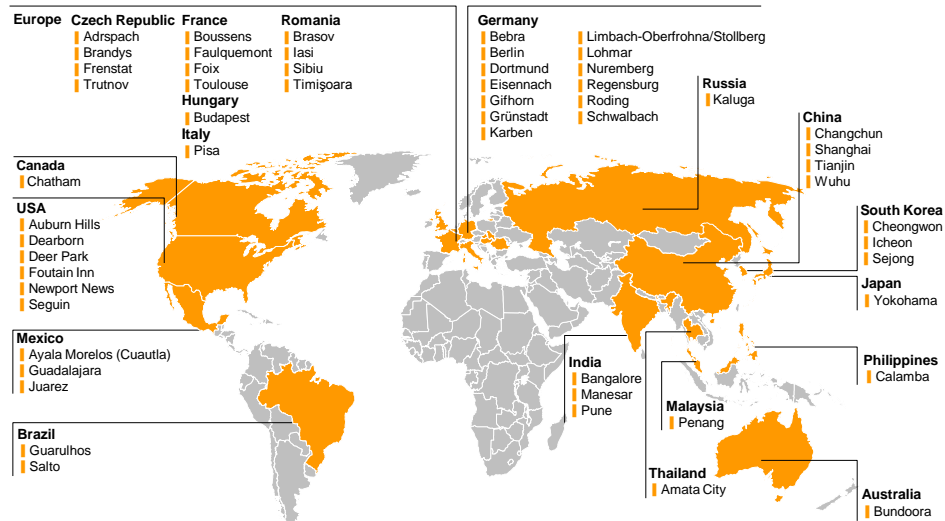 Europe
Czech Republic
Adrspach
Brandys
Frenstat
Trutnov
France
Boussens
Faulquemont
Foix
Toulouse
Hungary
Budapest
Italy
Pisa
Romania
Brasov
Iasi
Sibiu
Timişoara
Germany
Bebra
Berlin
Dortmund
Eisennach
Gifhorn
Grünstadt
Karben
Limbach-Oberfrohna/Stollberg
Lohmar
Nuremberg
Regensburg
Roding
Schwalbach
Russia
Kaluga
China
Changchun
Shanghai
Tianjin
Wuhu
Canada
Chatham
USA
Auburn Hills
Dearborn
Deer Park
Foutain Inn
Newport News
Seguin
South Korea
Cheongwon
Icheon
Sejong
Japan
Yokohama
Mexico
Ayala Morelos (Cuautla)
Guadalajara
Juarez
India
Bangalore
Manesar
Pune
Philippines
Calamba
Malaysia
Penang
Brazil
Guarulhos
Salto
Thailand
Amata City
Australia
Bundoora